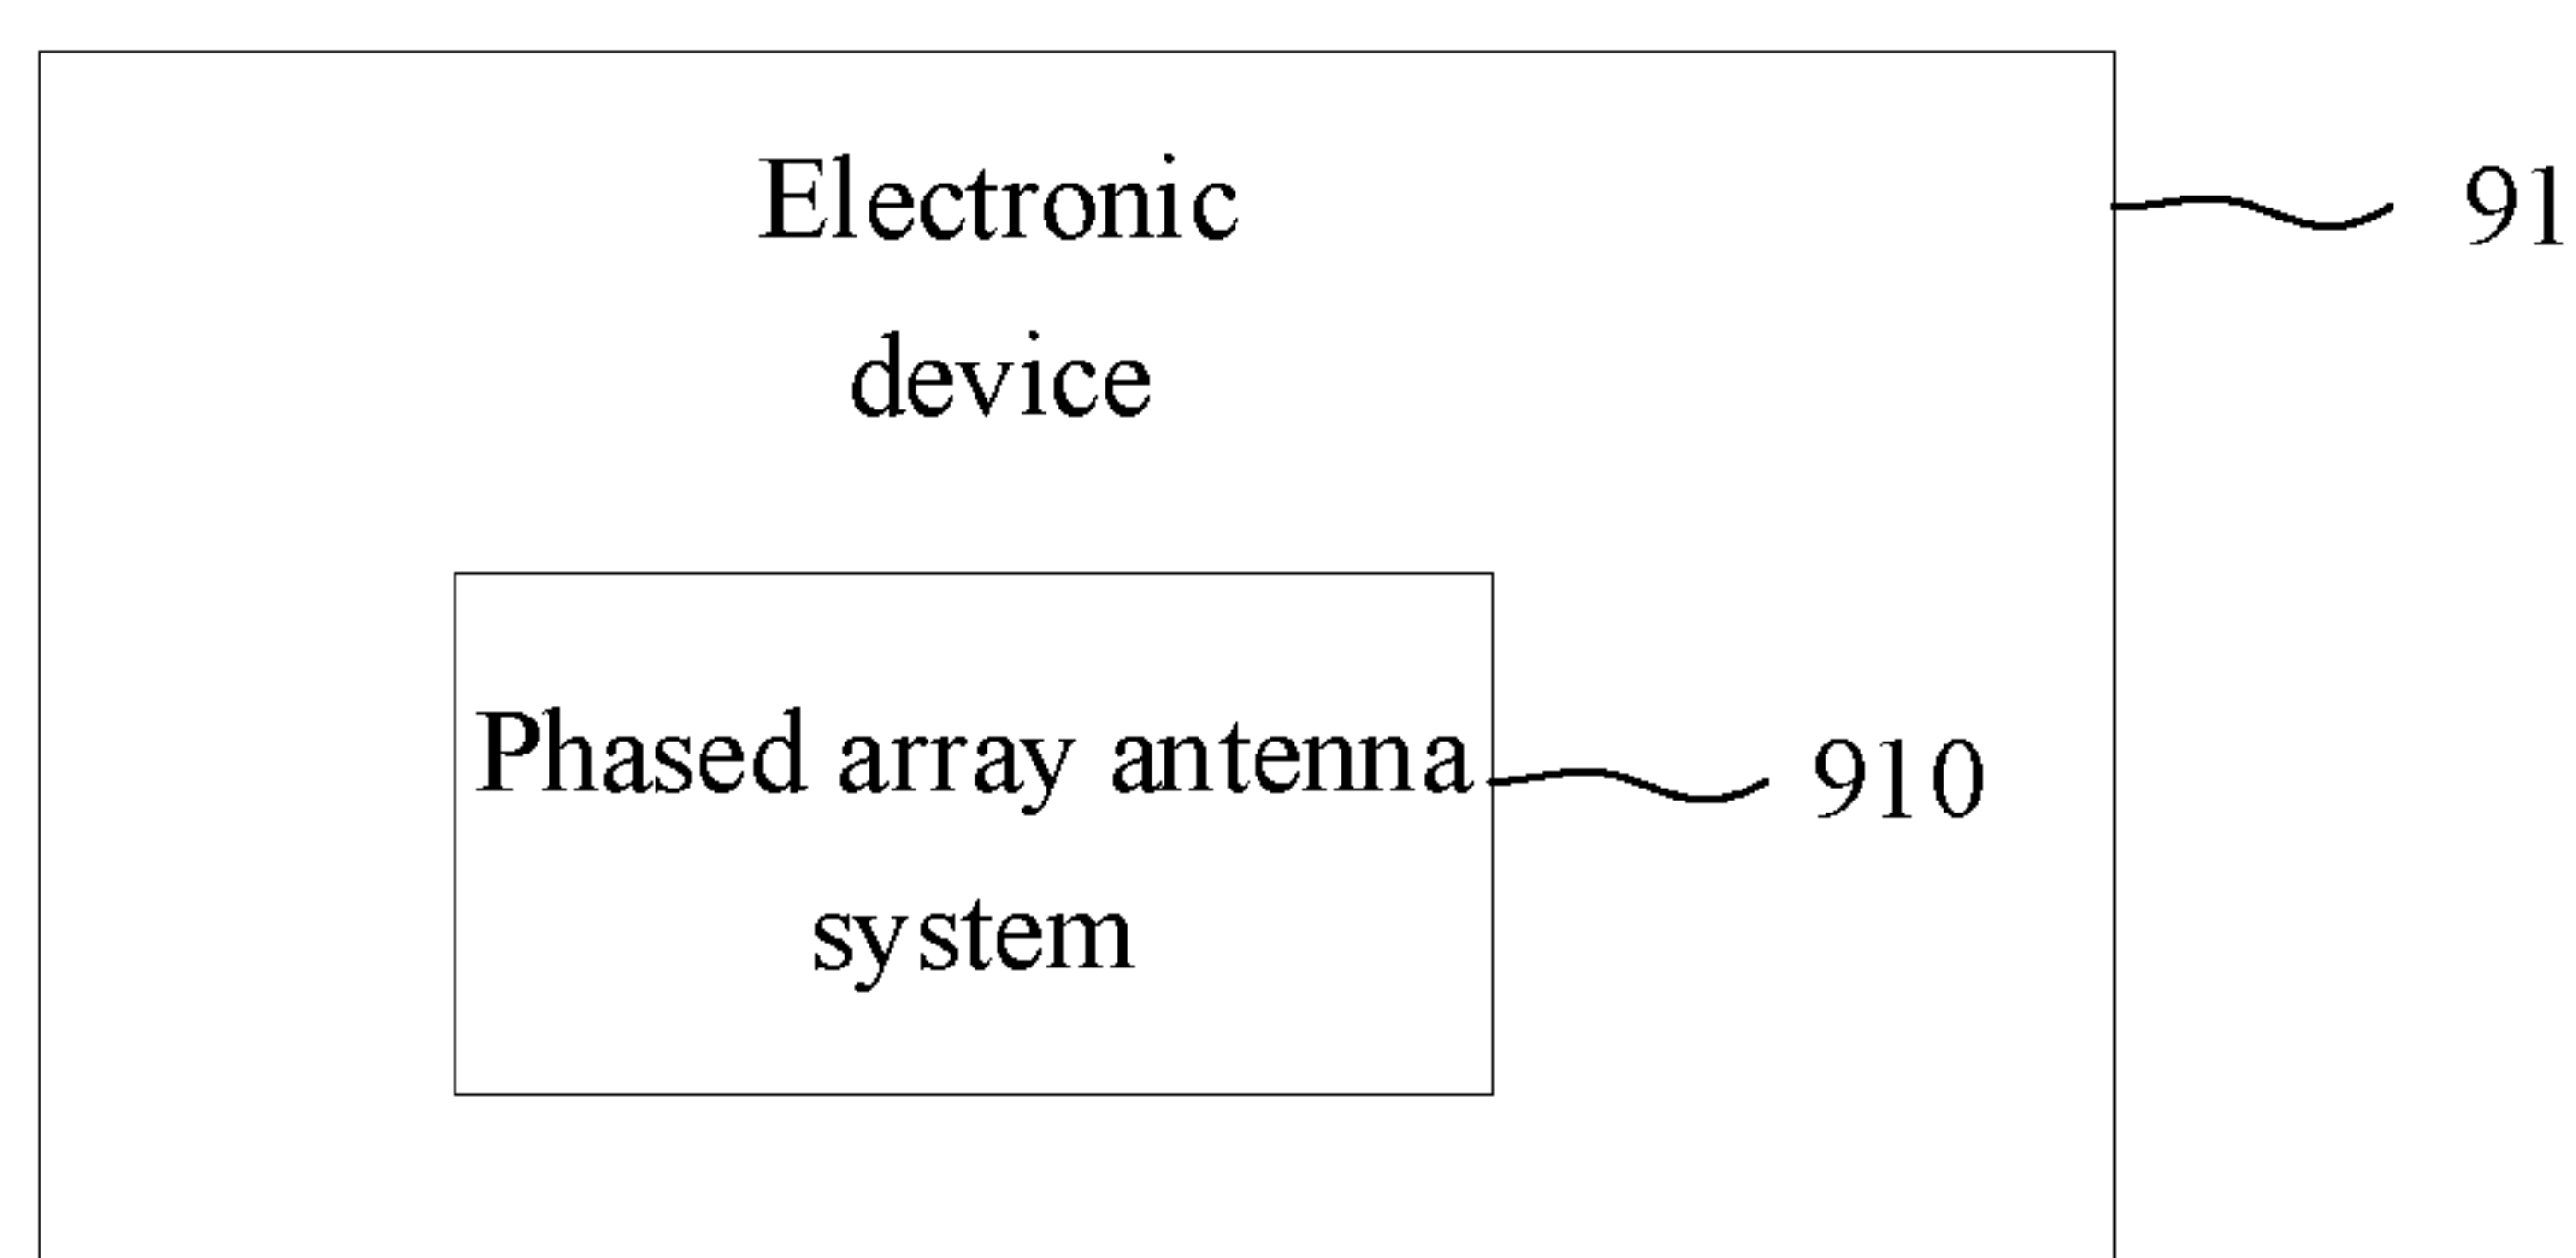 Electronic
device
91
Phased array antenna
system
910